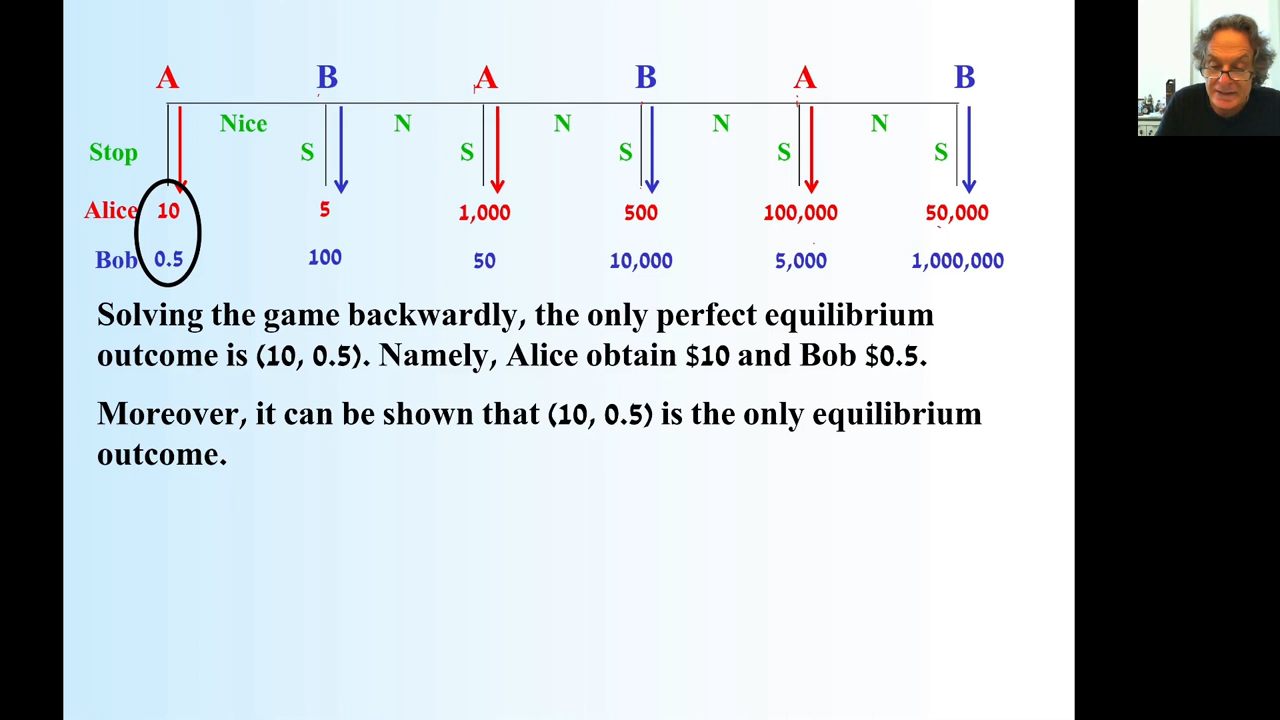 A B A B A B
Nice N N N N
Stop S S S S S
Alice 10 5 1,000 500 100,000 50,000
Bob 0.5 100 50 10,000 5,000 1,000,000
Solving the game backwardly, the only perfect equilibrium
outcome is (10, 0.5). Namely, Alice obtain $10 and Bob $0.5.
Moreover, it can be shown that (10, 0.5) is the only equilibrium
outcome.